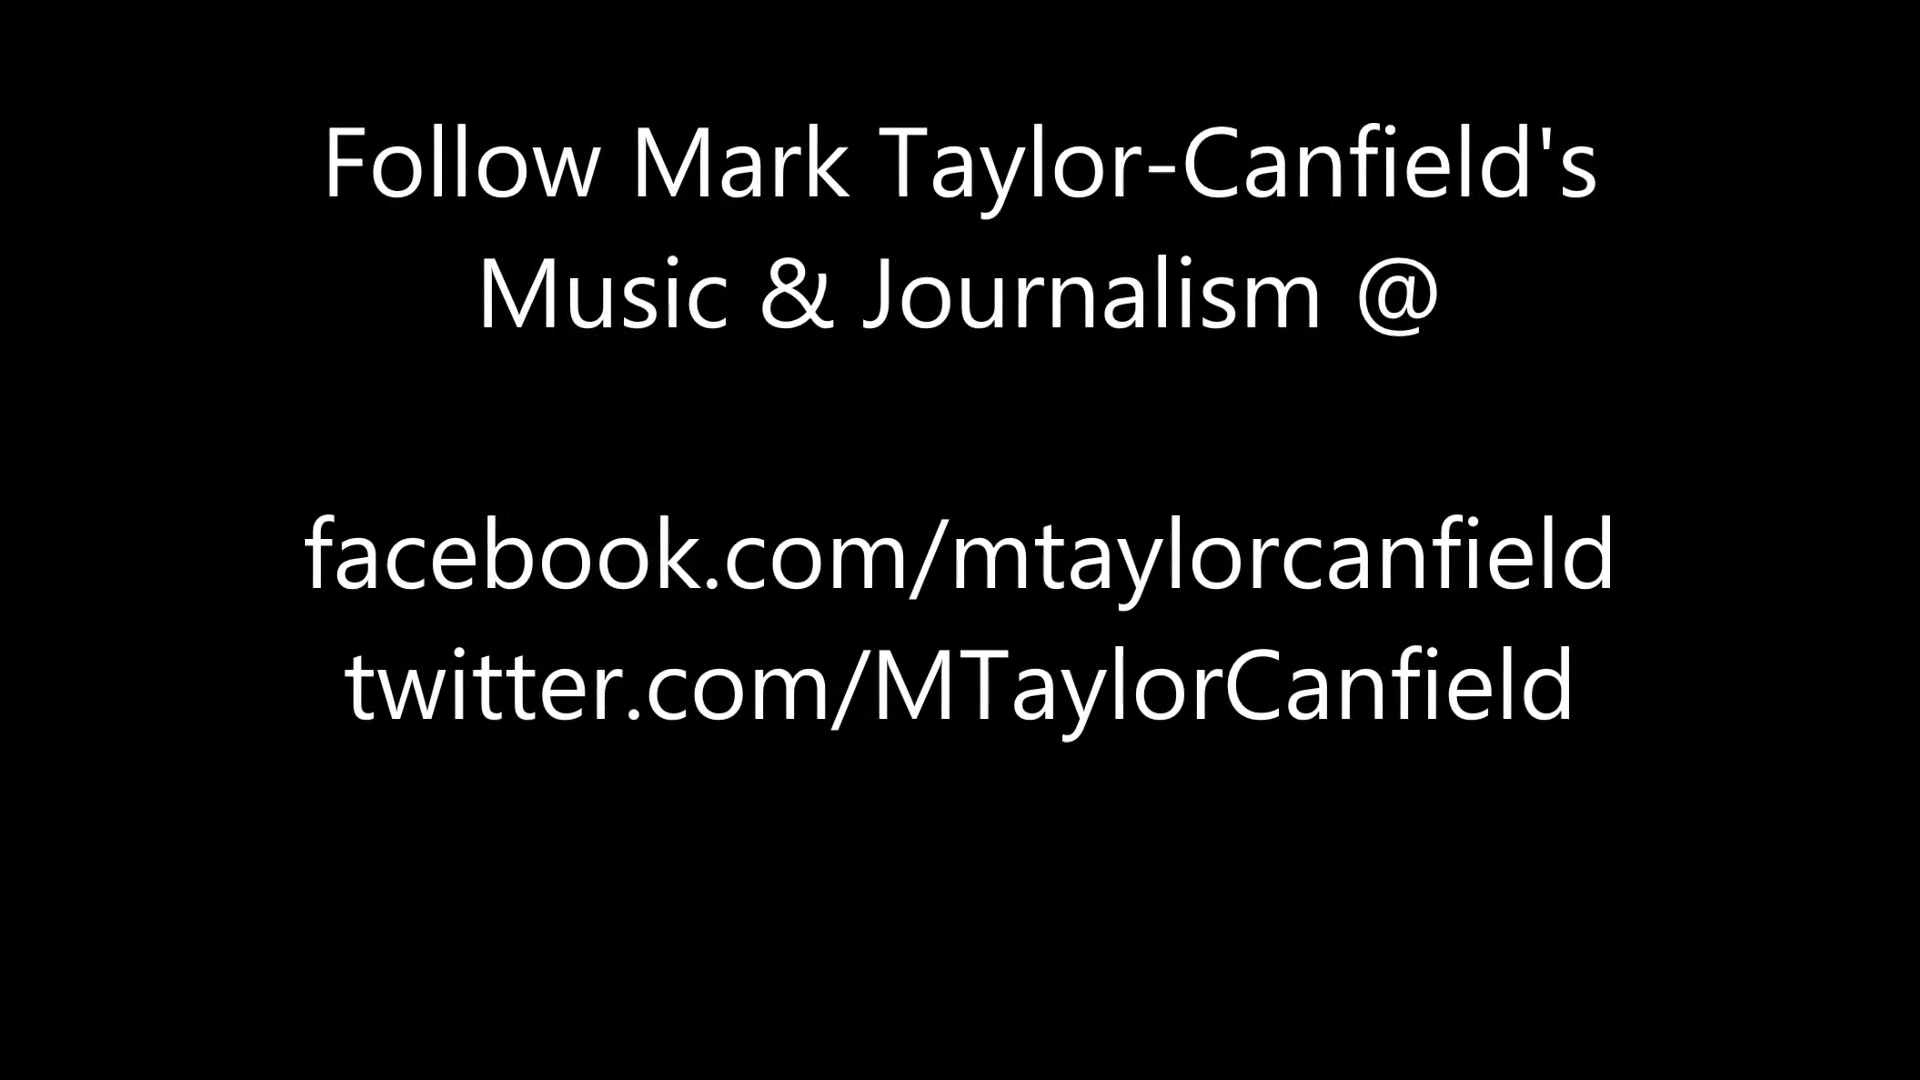 Follow Mark Taylor-Canfield's
Music & Journalism @
facebook.com/mtaylorcanfield
twitter.com/MTaylorCanfield